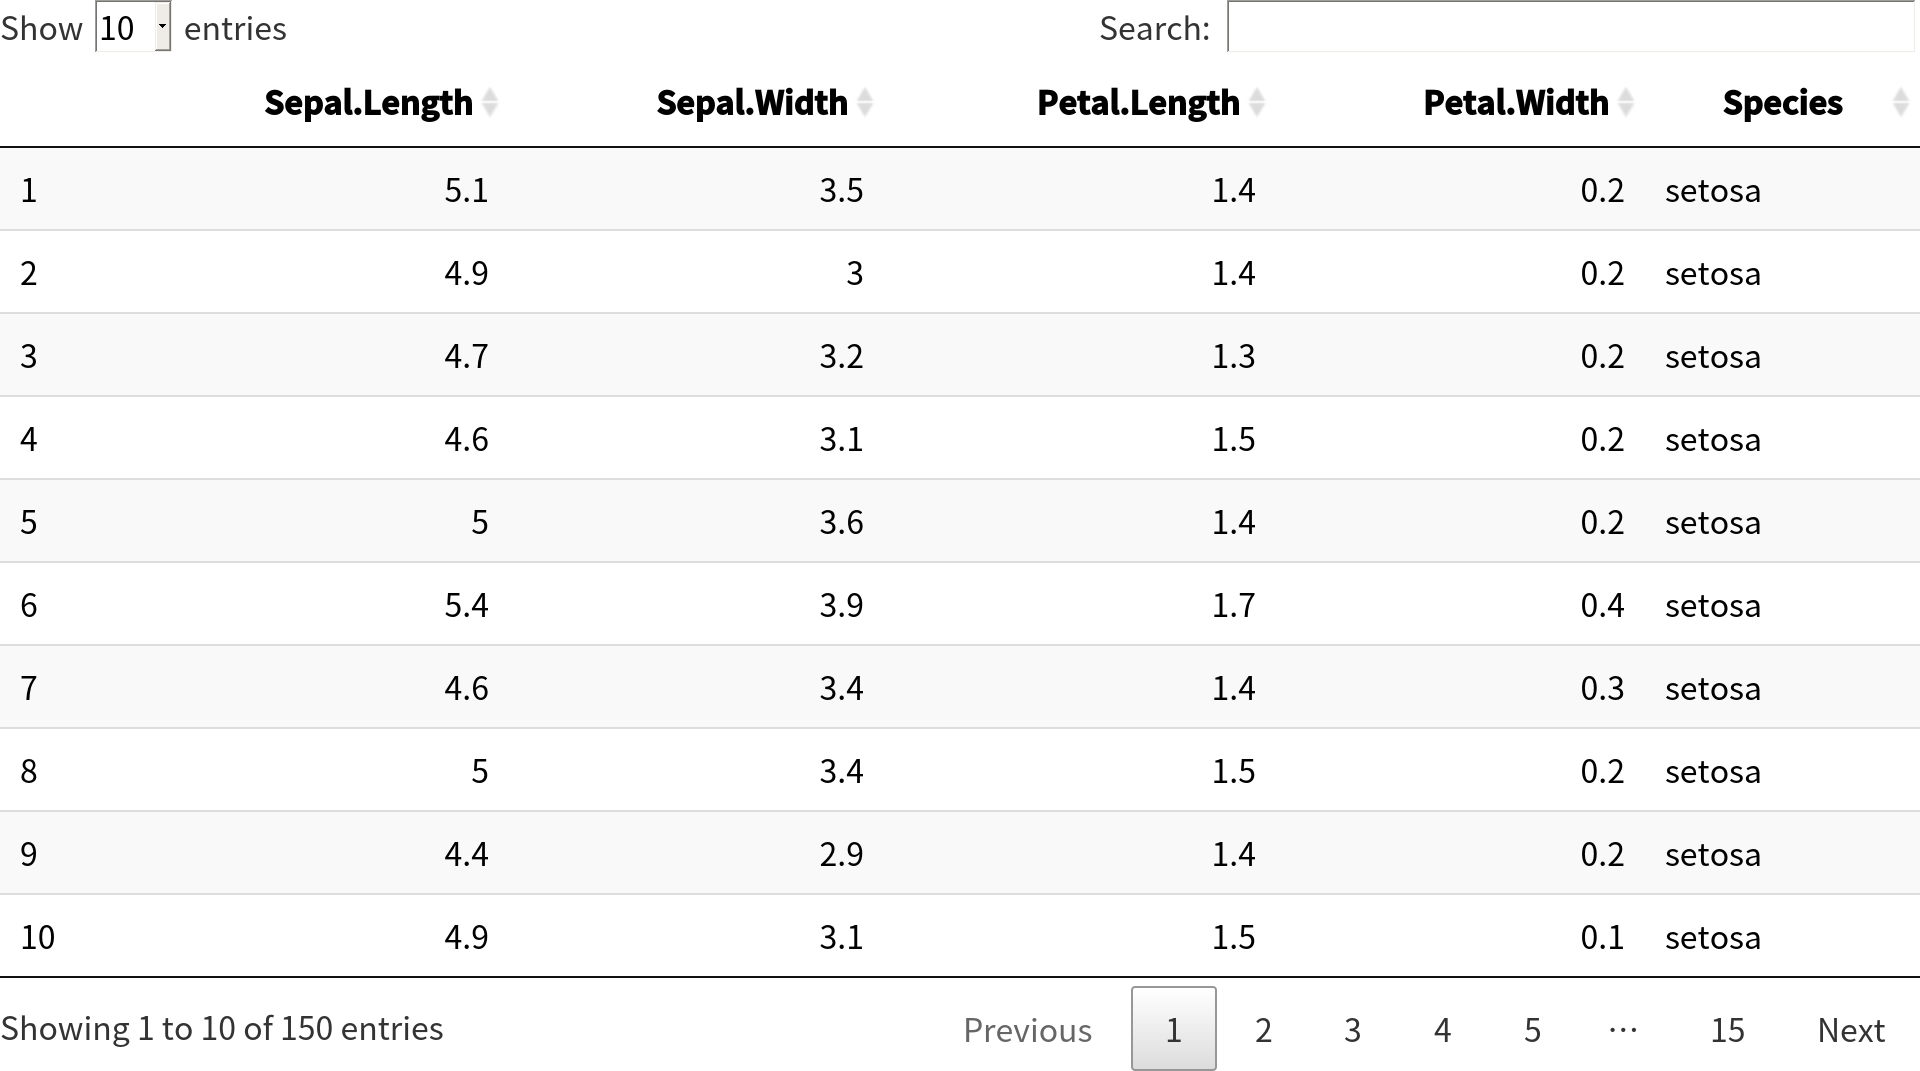 Show 10 entries Search:
Sepal.Length Sepal.Width Petal.Length Petal.Width Species
1 5.1 3.5 1.4 0.2 setosa
2 4.9 3 1.4 0.2 setosa
3 4.7 3.2 1.3 0.2 setosa
4 4.6 3.1 1.5 0.2 setosa
5 5 3.6 1.4 0.2 setosa
6 5.4 3.9 1.7 0.4 setosa
7 4.6 3.4 1.4 0.3 setosa
8 5 3.4 1.5 0.2 setosa
9 4.4 2.9 1.4 0.2 setosa
10 4.9 3.1 1.5 0.1 setosa
Showing 1 to 10 of 150 entries Previous 1 2 3 4 5 … 15 Next